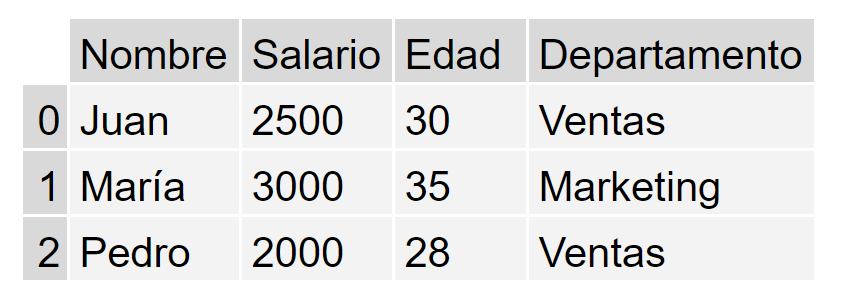 Nombre Salario Edad Departamento
0 Juan 2500 30 Ventas
1 María 3000 35 Marketing
2 Pedro 2000 28 Ventas